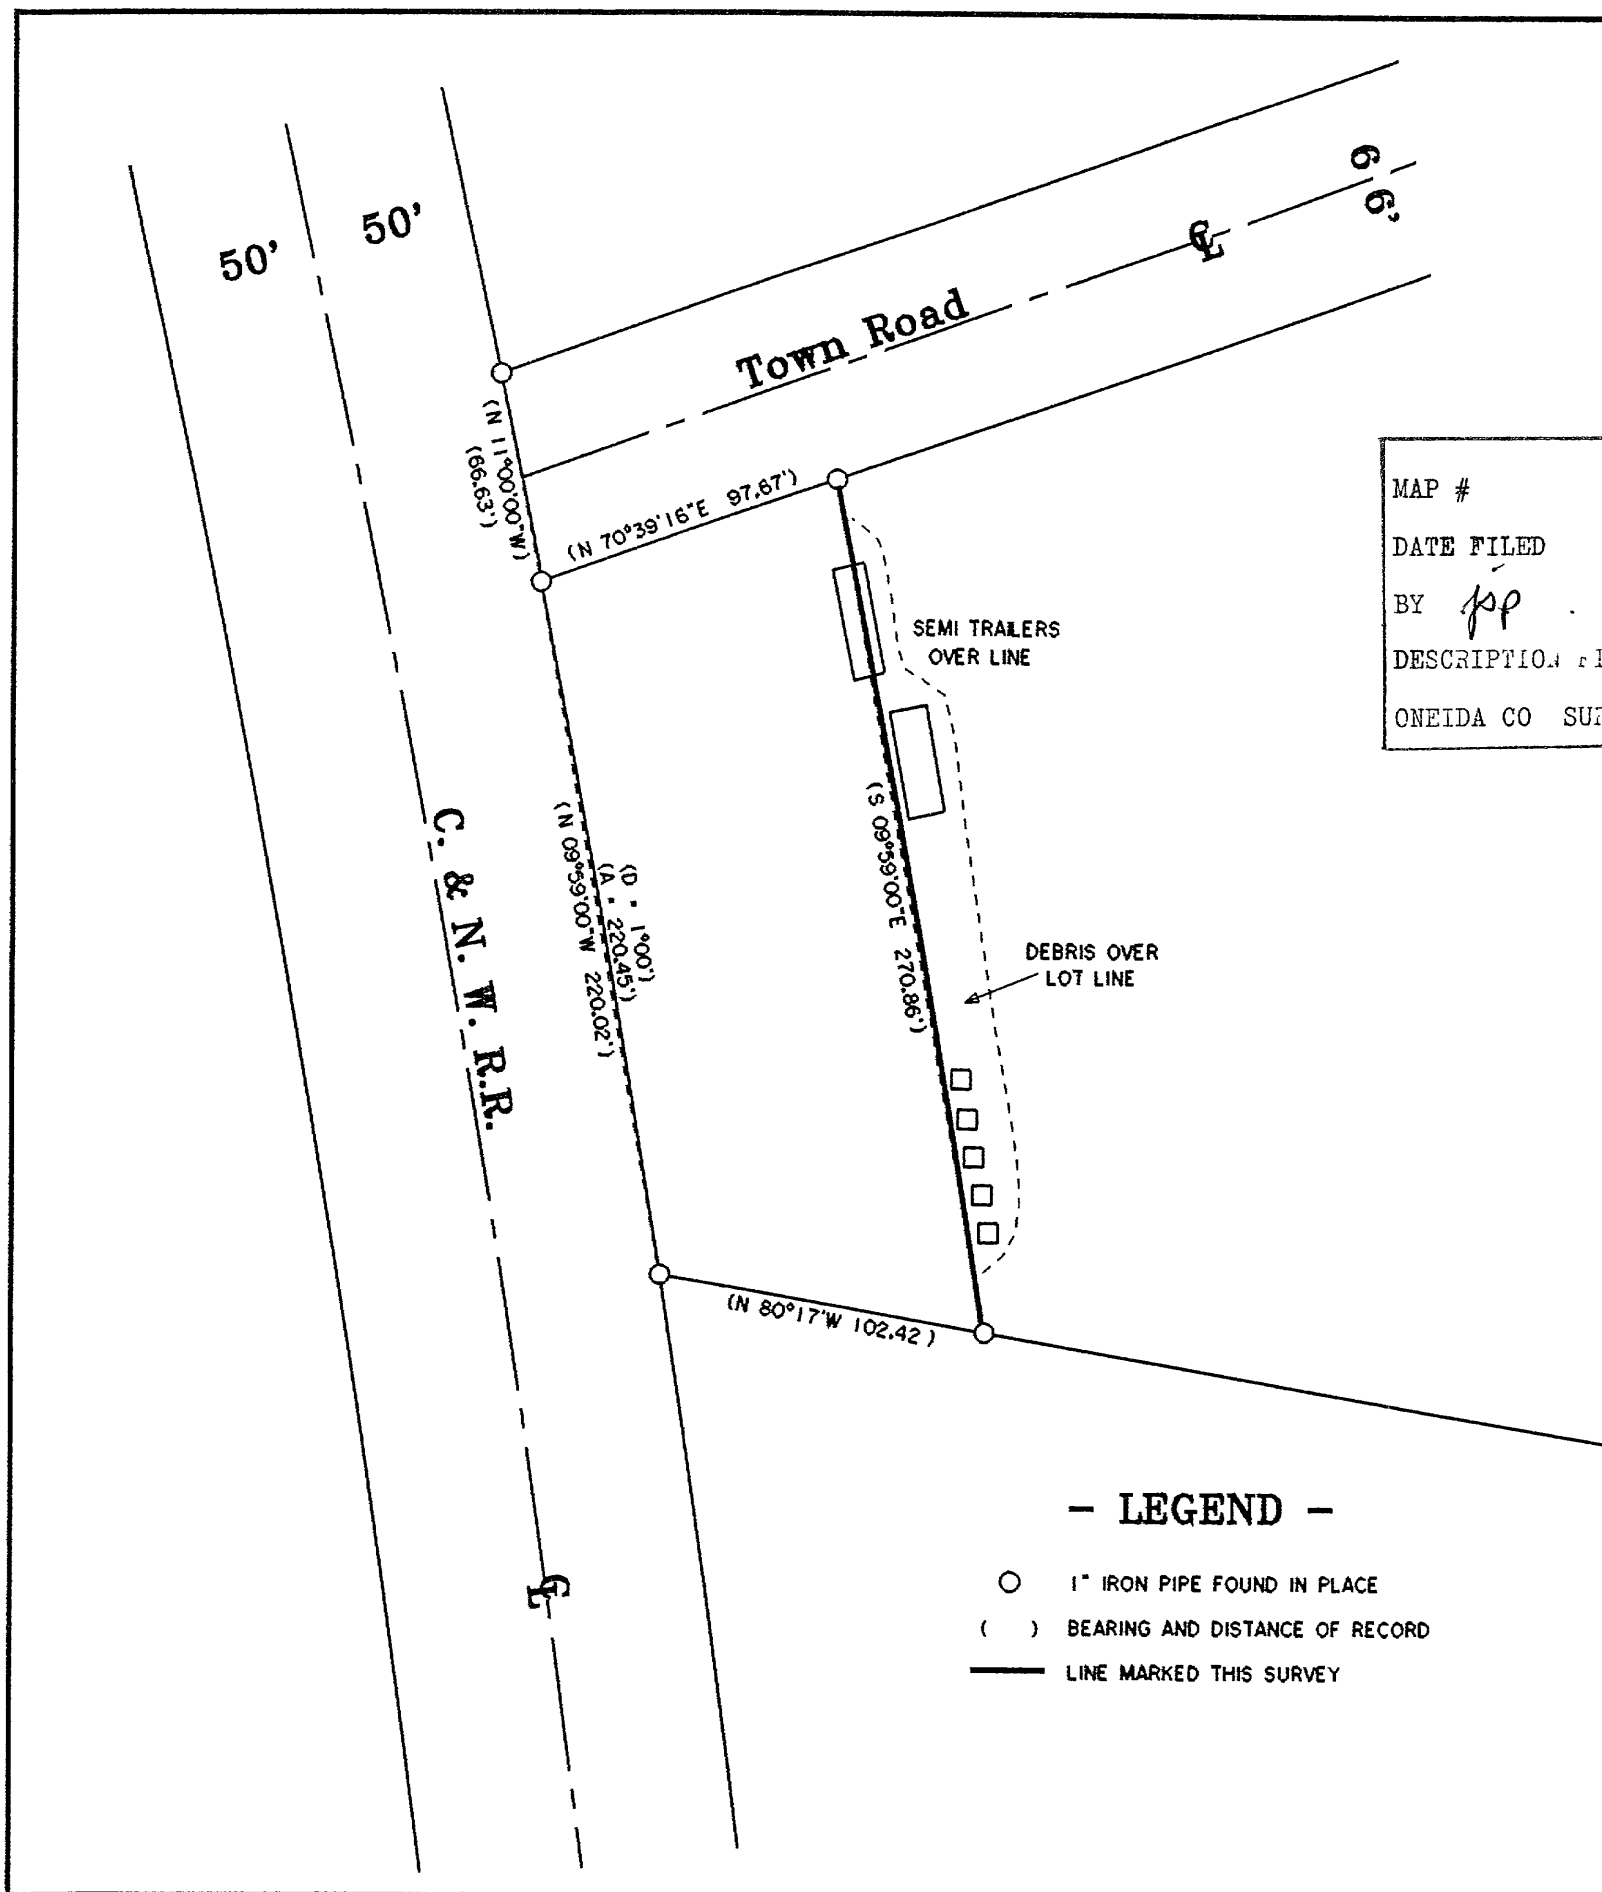 50'
50'
6 6'
℄
Town Road
(N 11°00'00"W)
(66.63')
(N 70°39'16"E 97.67')
MAP #
DATE FILED
BY jsp
DESCRIPTION
ONEIDA CO
SEMI TRAILERS
OVER LINE
(S 09°59'00"E 270.86')
(D = 1°00')
(A = 220.45')
(N 09°59'00"W 220.02')
C. & N. W. R.R.
DEBRIS OVER
LOT LINE
(N 80°17'W 102.42)
℄
- LEGEND -
1" IRON PIPE FOUND IN PLACE
( ) BEARING AND DISTANCE OF RECORD
LINE MARKED THIS SURVEY